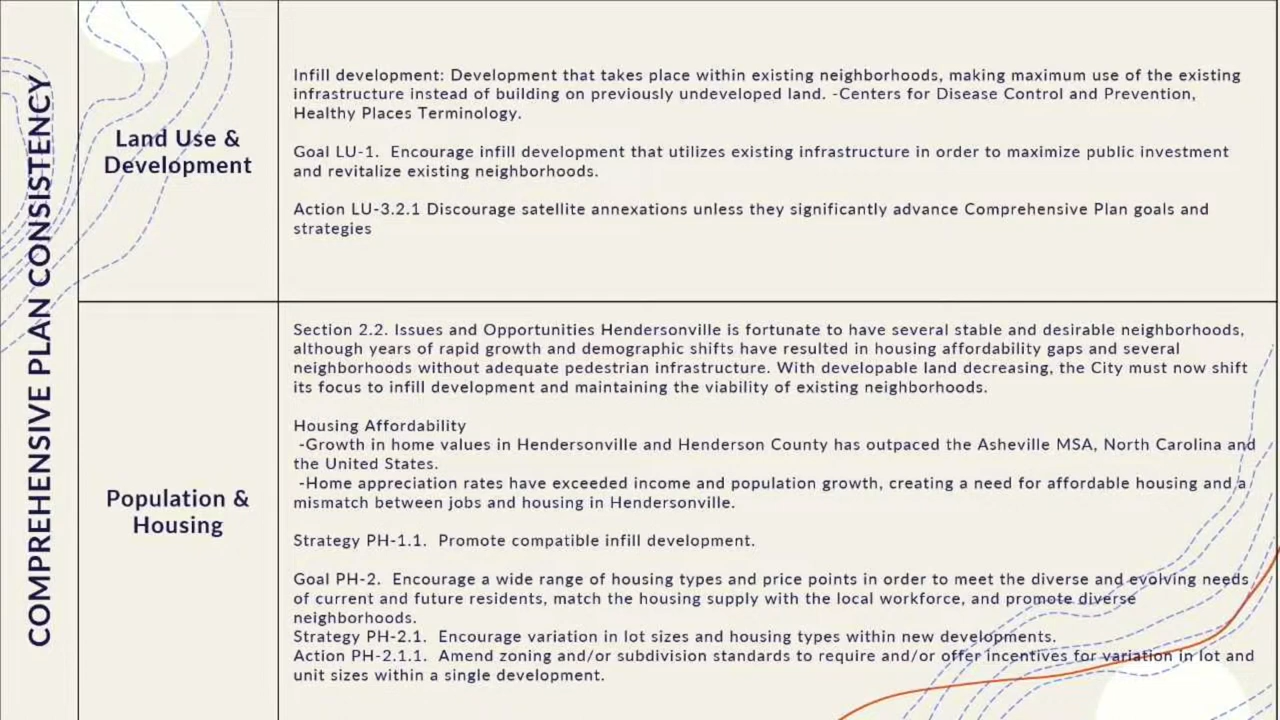 COMPREHENSIVE PLAN CONSISTENCY
Land Use &
Development
Infill development: Development that takes place within existing neighborhoods, making maximum use of the existing
infrastructure instead of building on previously undeveloped land. -Centers for Disease Control and Prevention,
Healthy Places Terminology.
Goal LU-1. Encourage infill development that utilizes existing infrastructure in order to maximize public investment
and revitalize existing neighborhoods.
Action LU-3.2.1 Discourage satellite annexations unless they significantly advance Comprehensive Plan goals and
strategies
Population &
Housing
Section 2.2. Issues and Opportunities Hendersonville is fortunate to have several stable and desirable neighborhoods,
although years of rapid growth and demographic shifts have resulted in housing affordability gaps and several
neighborhoods without adequate pedestrian infrastructure. With developable land decreasing, the City must now shift
its focus to infill development and maintaining the viability of existing neighborhoods.
Housing Affordability
-Growth in home values in Hendersonville and Henderson County has outpaced the Asheville MSA, North Carolina and
the United States.
-Home appreciation rates have exceeded income and population growth, creating a need for affordable housing and a
mismatch between jobs and housing in Hendersonville.
Strategy PH-1.1. Promote compatible infill development.
Goal PH-2. Encourage a wide range of housing types and price points in order to meet the diverse and evolving needs
of current and future residents, match the housing supply with the local workforce, and promote diverse
neighborhoods.
Strategy PH-2.1. Encourage variation in lot sizes and housing types within new developments.
Action PH-2.1.1. Amend zoning and/or subdivision standards to require and/or offer incentives for variation in lot and
unit sizes within a single development.